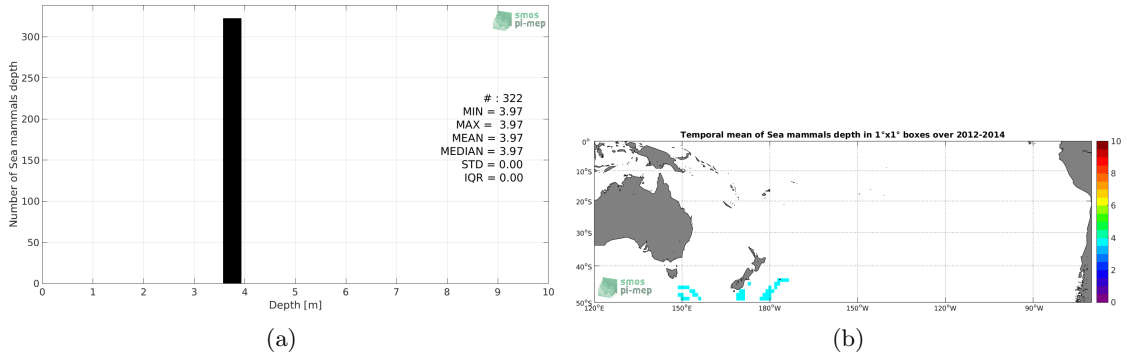 smos
pi-mep
Number of Sea mammals depth
300
250
200
150
100
50
0
# : 322
MIN = 3.97
MAX = 3.97
MEAN = 3.97
MEDIAN = 3.97
STD = 0.00
IQR = 0.00
0 1 2 3 4 5 6 7 8 9 10
Depth [m]
(a)
Temporal mean of Sea mammals depth in 1°x1° boxes over 2012-2014
0°
10°S
20°S
30°S
40°S
50°S
120°E 150°E 180°W 150°W 120°W 90°W
10
8
6
4
2
0
smos
pi-mep
(b)